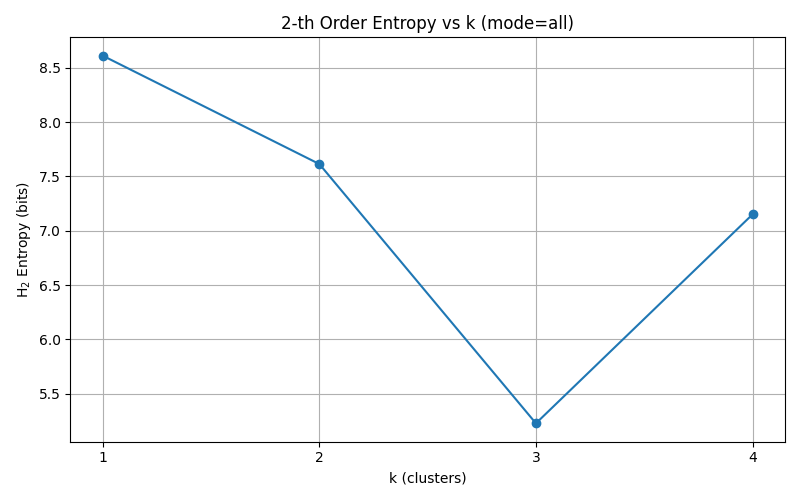 2-th Order Entropy vs k (mode=all)
H₂ Entropy (bits)
8.5
8.0
7.5
7.0
6.5
6.0
5.5
1 2 3 4
k (clusters)